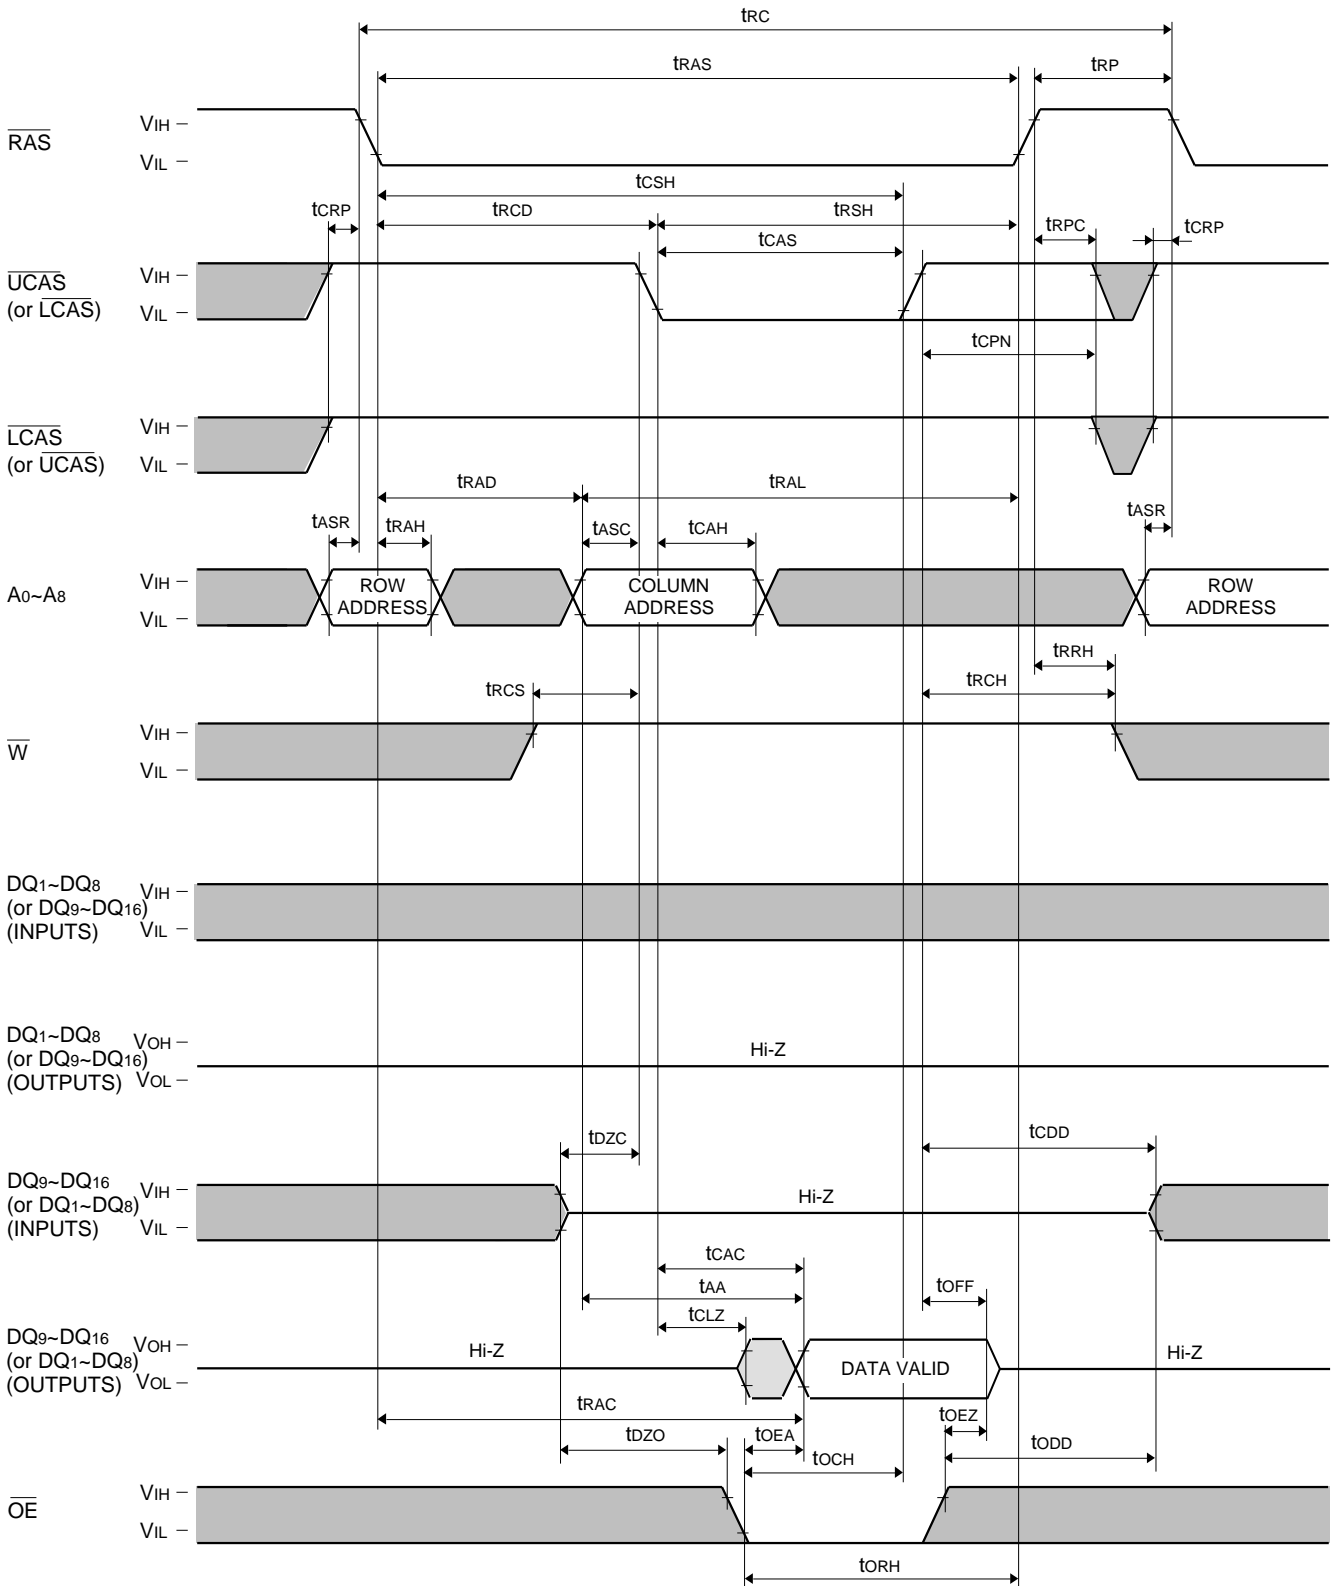 tRC
tRAS
tRP
RAS
VIH
VIL
tCSH
tCRP
tRCD
tRSH
tRPC
tCRP
tCAS
UCAS
(or LCAS)
VIH
VIL
tCPN
LCAS
(or UCAS)
VIH
VIL
tRAD
tRAL
tASR
tRAH
tASC
tCAH
tASR
A0~A8
VIH
VIL
ROW
ADDRESS
COLUMN
ADDRESS
ROW
ADDRESS
tRRH
tRCS
tRCH
W
VIH
VIL
DQ1~DQ8
(or DQ9~DQ16)
(INPUTS)
VIH
VIL
DQ1~DQ8
(or DQ9~DQ16)
(OUTPUTS)
VOH
VOL
Hi-Z
tDZC
tCDD
DQ9~DQ16
(or DQ1~DQ8)
(INPUTS)
VIH
VIL
Hi-Z
tCAC
tAA
tOFF
tCLZ
DQ9~DQ16
(or DQ1~DQ8)
(OUTPUTS)
VOH
VOL
Hi-Z
DATA VALID
Hi-Z
tRAC
tOEZ
tDZO
tOEA
tODD
tOCH
OE
VIH
VIL
tORH